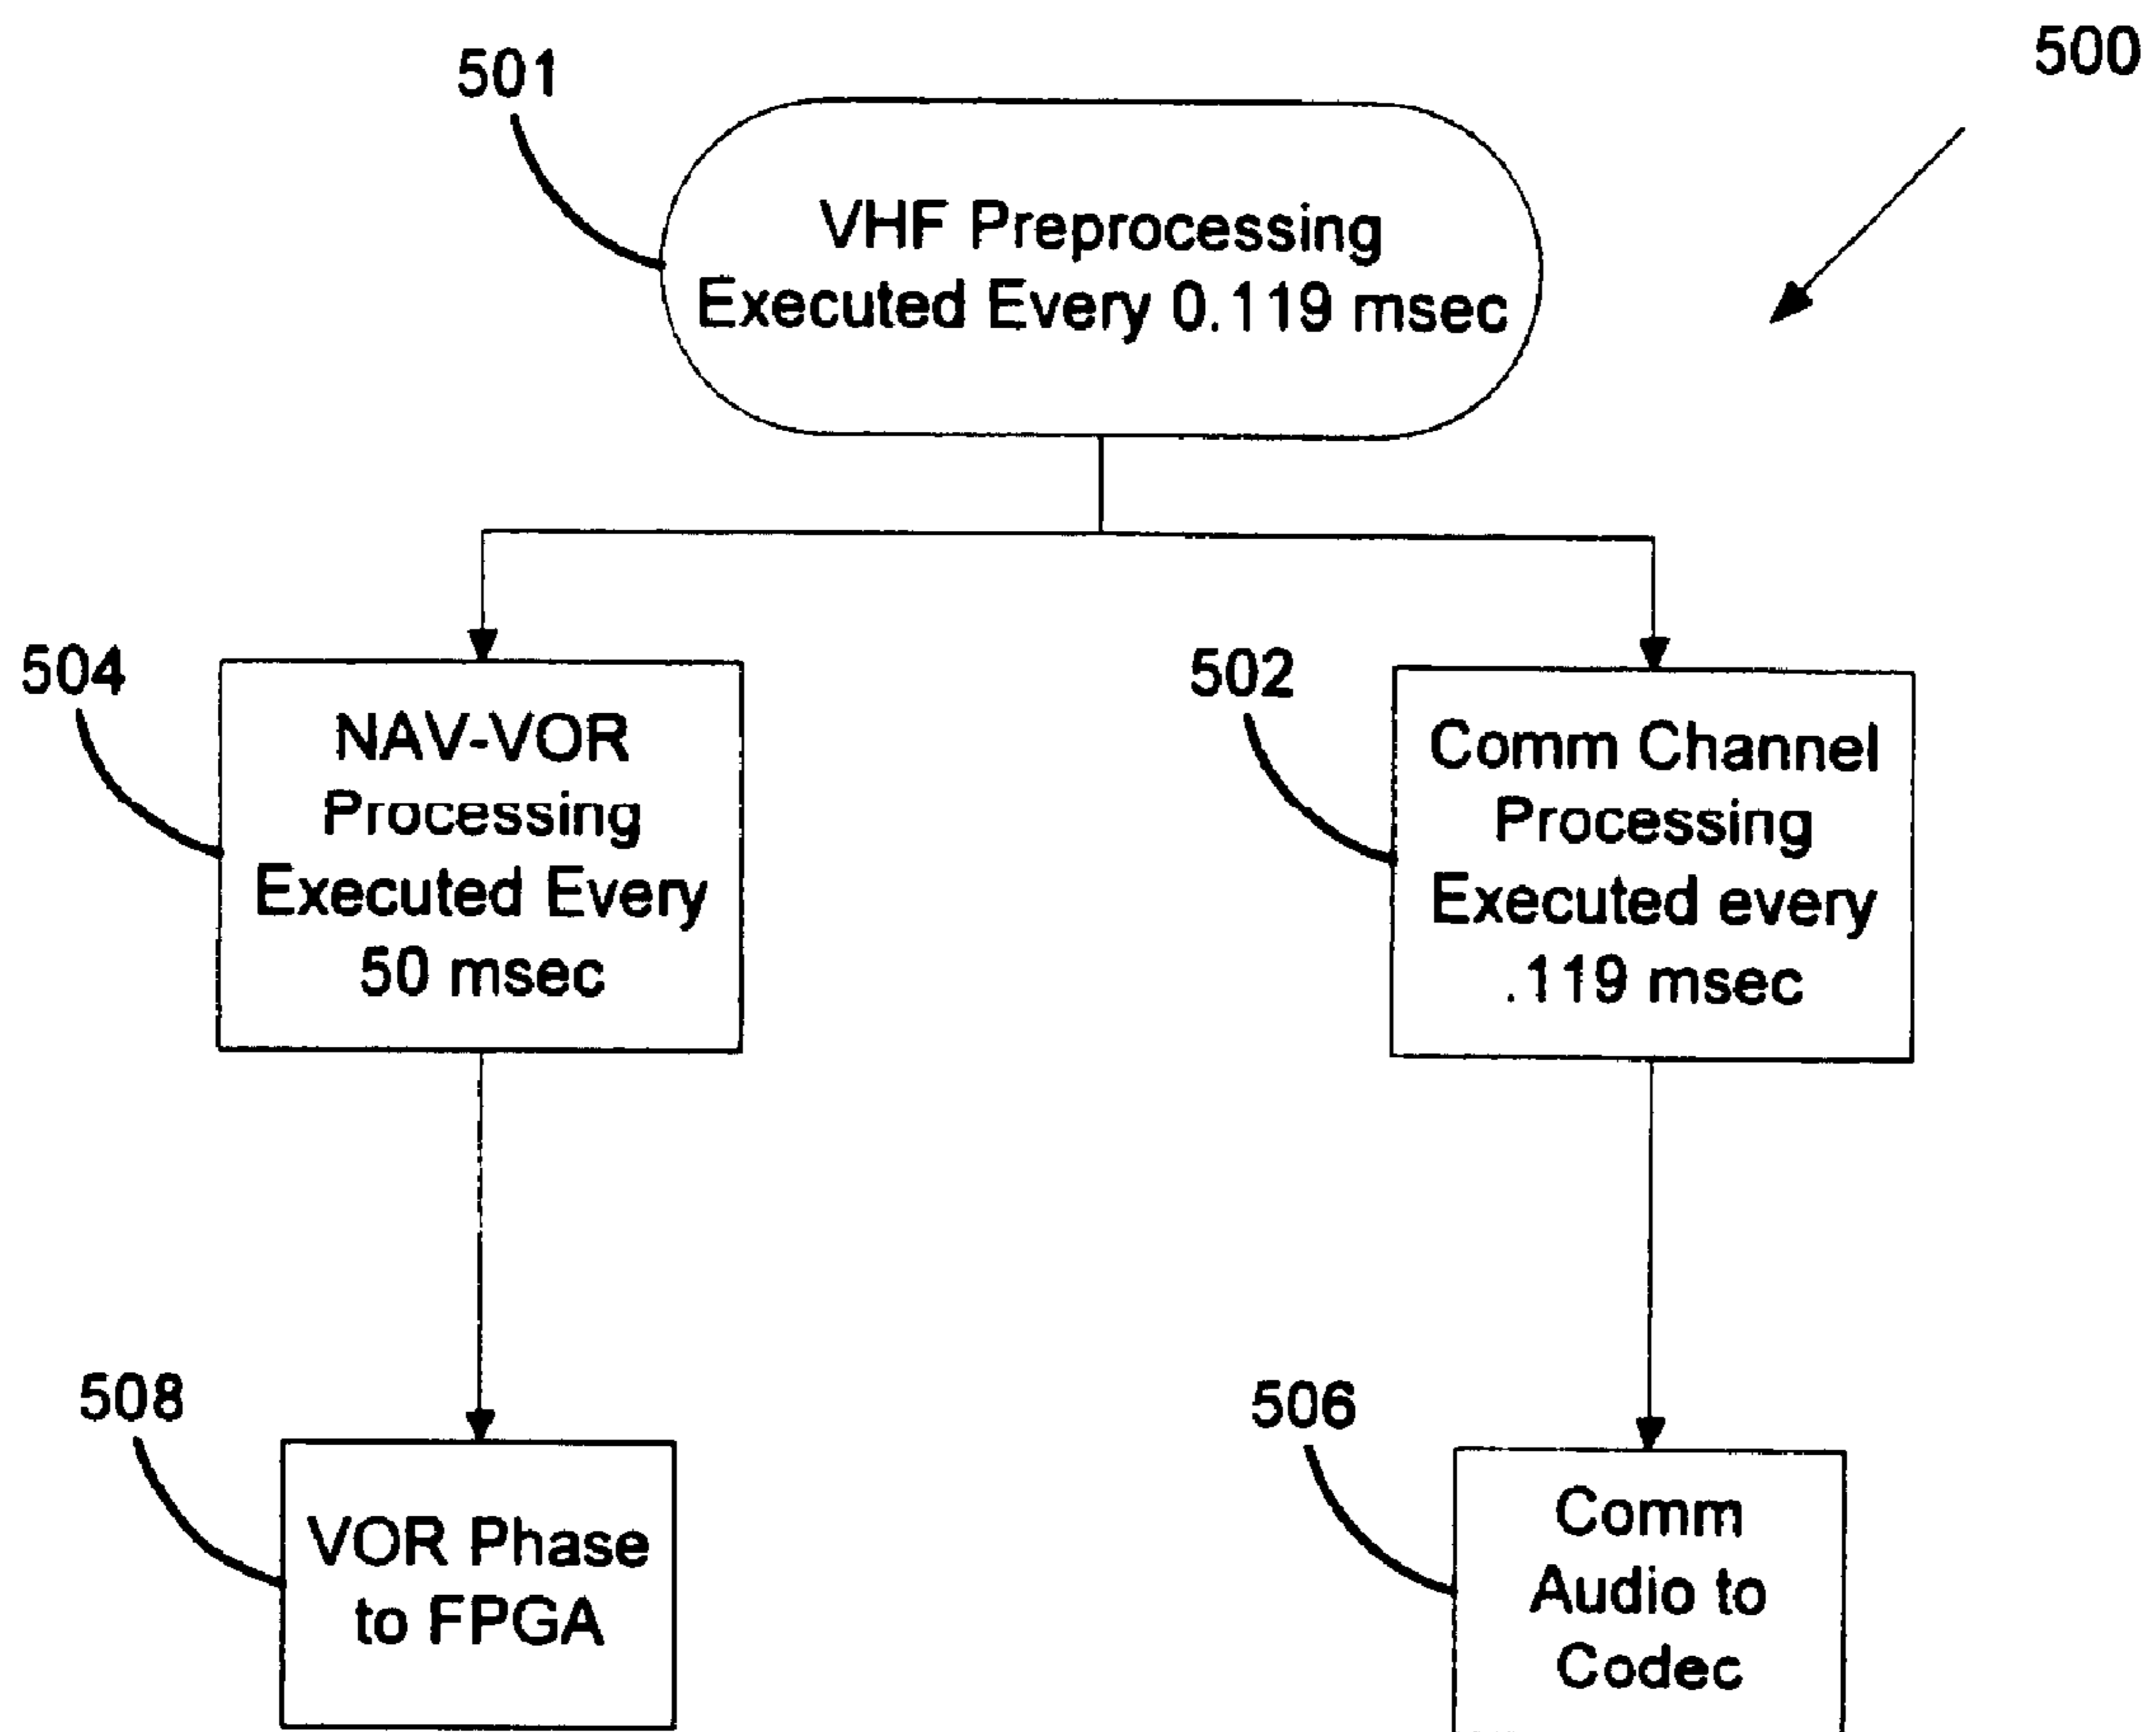 500
501
VHF Preprocessing
Executed Every 0.119 msec
504
NAV-VOR
Processing
Executed Every
50 msec
502
Comm Channel
Processing
Executed every
.119 msec
508
VOR Phase
to FPGA
506
Comm
Audio to
Codec